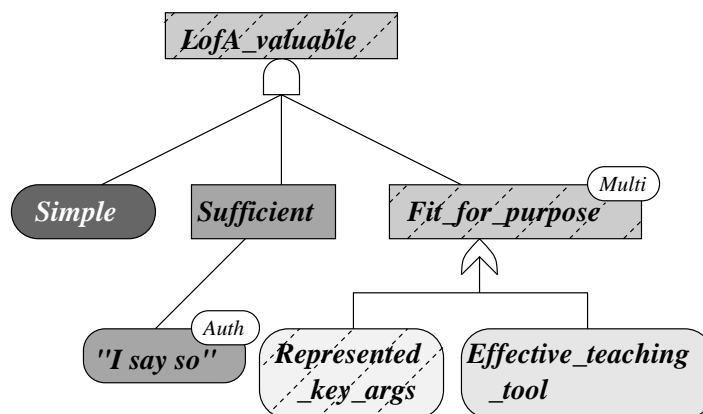 LofA_valuable
Simple
Sufficient
Multi
Fit_for_purpose
Auth
"I say so"
Represented
_key_args
Effective_teaching
_tool